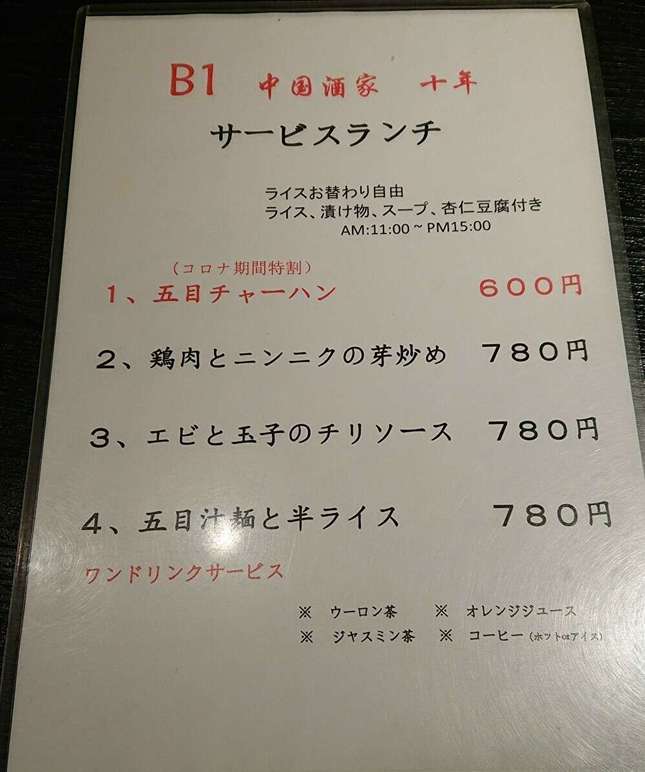 B1 中国酒家 十年
サービスランチ
ライスお替わり自由
ライス、漬け物、スープ、杏仁豆腐付き
AM:11:00 ~ PM15:00
（コロナ期間特割）
１、五目チャーハン ６００円
２、鶏肉とニンニクの芽炒め ７８０円
３、エビと玉子のチリソース ７８０円
４、五目汁麺と半ライス ７８０円
ワンドリンクサービス
※ ウーロン茶 ※ オレンジジュース
※ ジャスミン茶 ※ コーヒー（ホットorアイス）